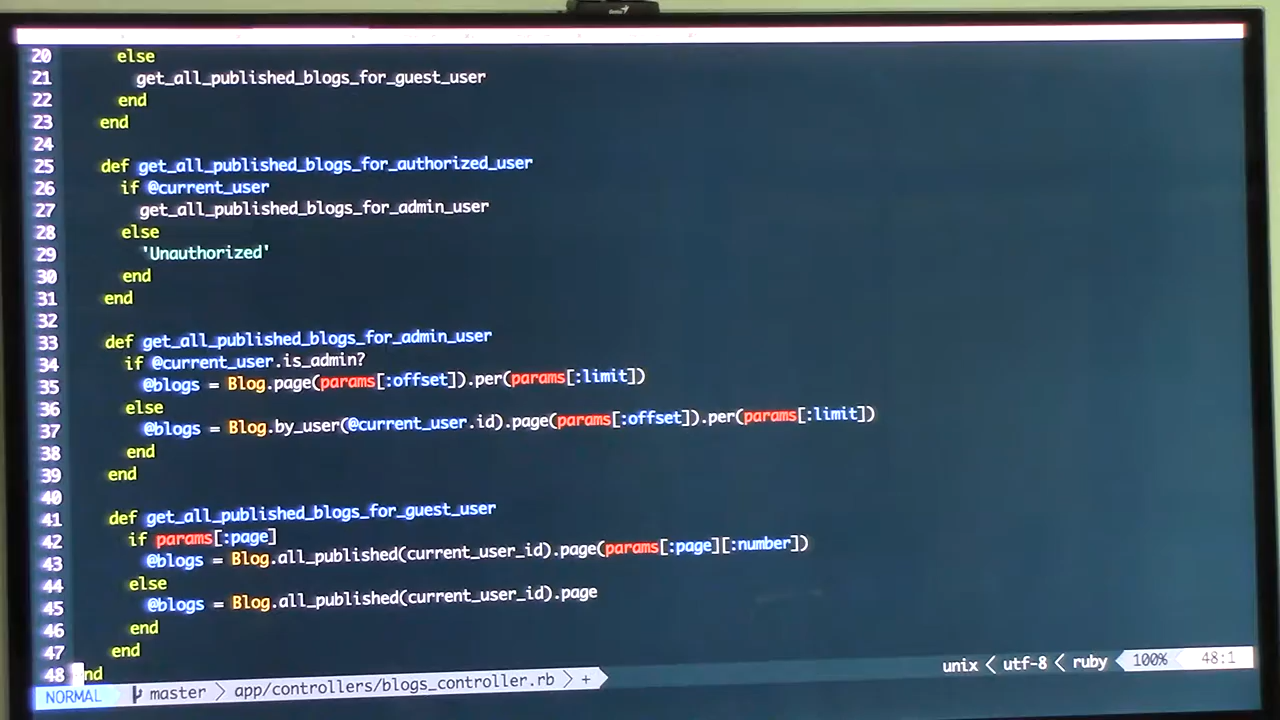 20 else
21 get_all_published_blogs_for_guest_user
22 end
23 end
24
25 def get_all_published_blogs_for_authorized_user
26 if @current_user
27 get_all_published_blogs_for_admin_user
28 else
29 'Unauthorized'
30 end
31 end
32
33 def get_all_published_blogs_for_admin_user
34 if @current_user.is_admin?
35 @blogs = Blog.page(params[:offset]).per(params[:limit])
36 else
37 @blogs = Blog.by_user(@current_user.id).page(params[:offset]).per(params[:limit])
38 end
39 end
40
41 def get_all_published_blogs_for_guest_user
42 if params[:page]
43 @blogs = Blog.all_published(current_user_id).page(params[:page][:number])
44 else
45 @blogs = Blog.all_published(current_user_id).page
46 end
47 end
48 end
NORMAL master app/controllers/blogs_controller.rb + unix utf-8 ruby 100% 48:1